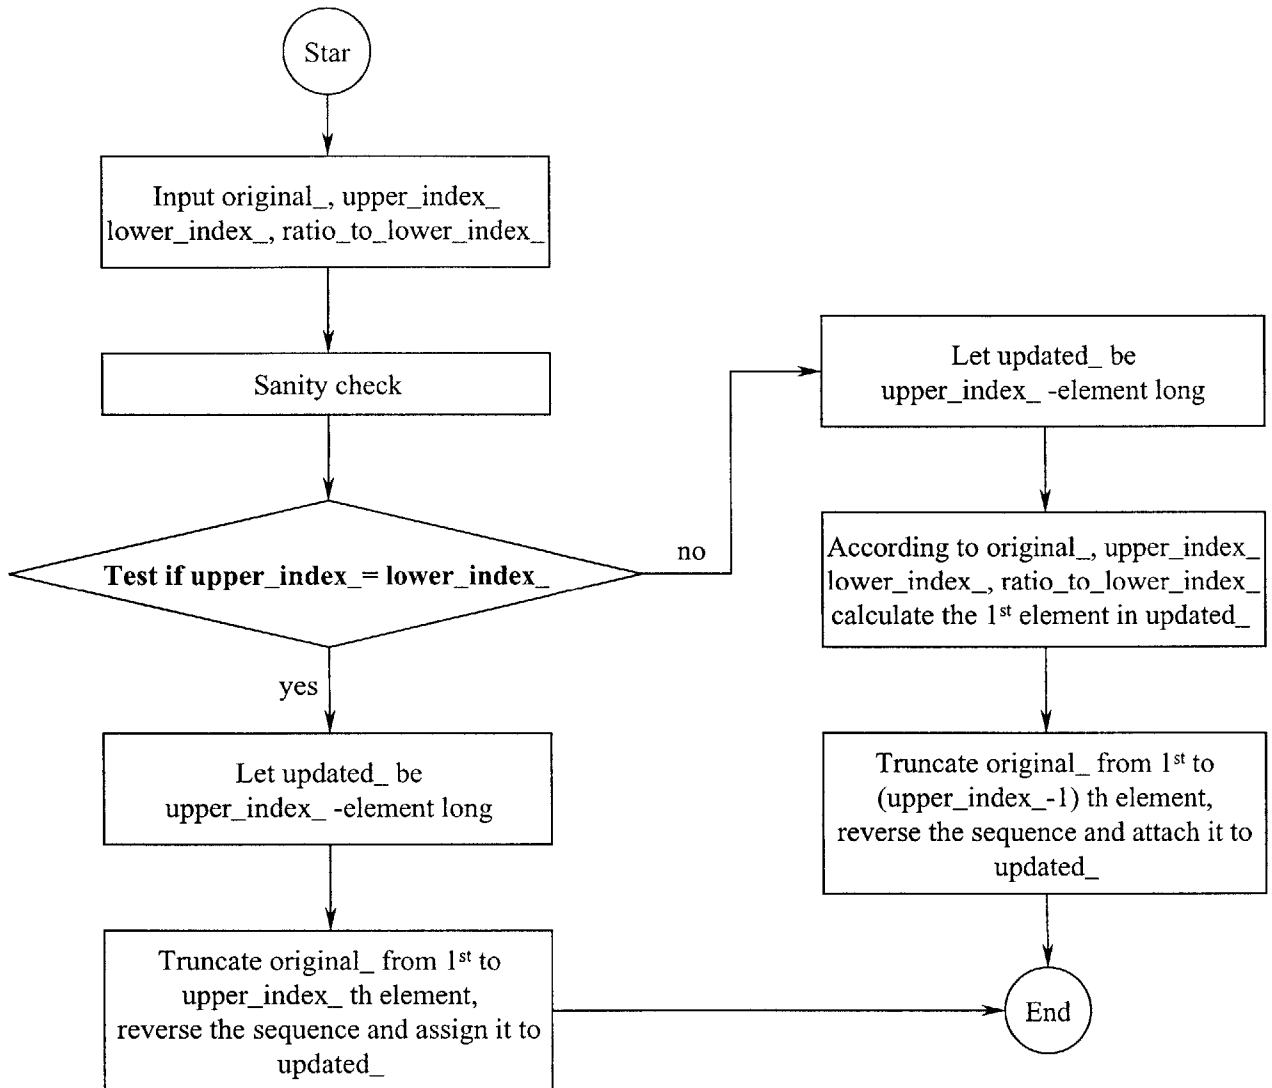 Star
Input original_, upper_index_
lower_index_, ratio_to_lower_index_
Sanity check
Test if upper_index_= lower_index_
no
yes
Let updated_ be
upper_index_ -element long
Truncate original_ from 1st to
upper_index_ th element,
reverse the sequence and assign it to
updated_
Let updated_ be
upper_index_ -element long
According to original_, upper_index_
lower_index_, ratio_to_lower_index_
calculate the 1st element in updated_
Truncate original_ from 1st to
(upper_index_-1) th element,
reverse the sequence and attach it to
updated_
End